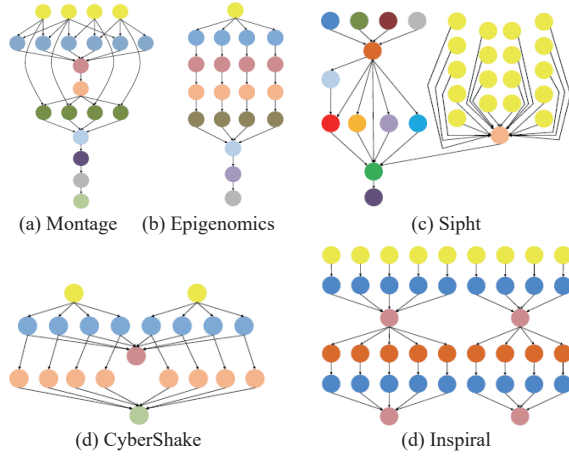 (a) Montage
(b) Epigenomics
(c) Sipht
(d) CyberShake
(d) Inspiral